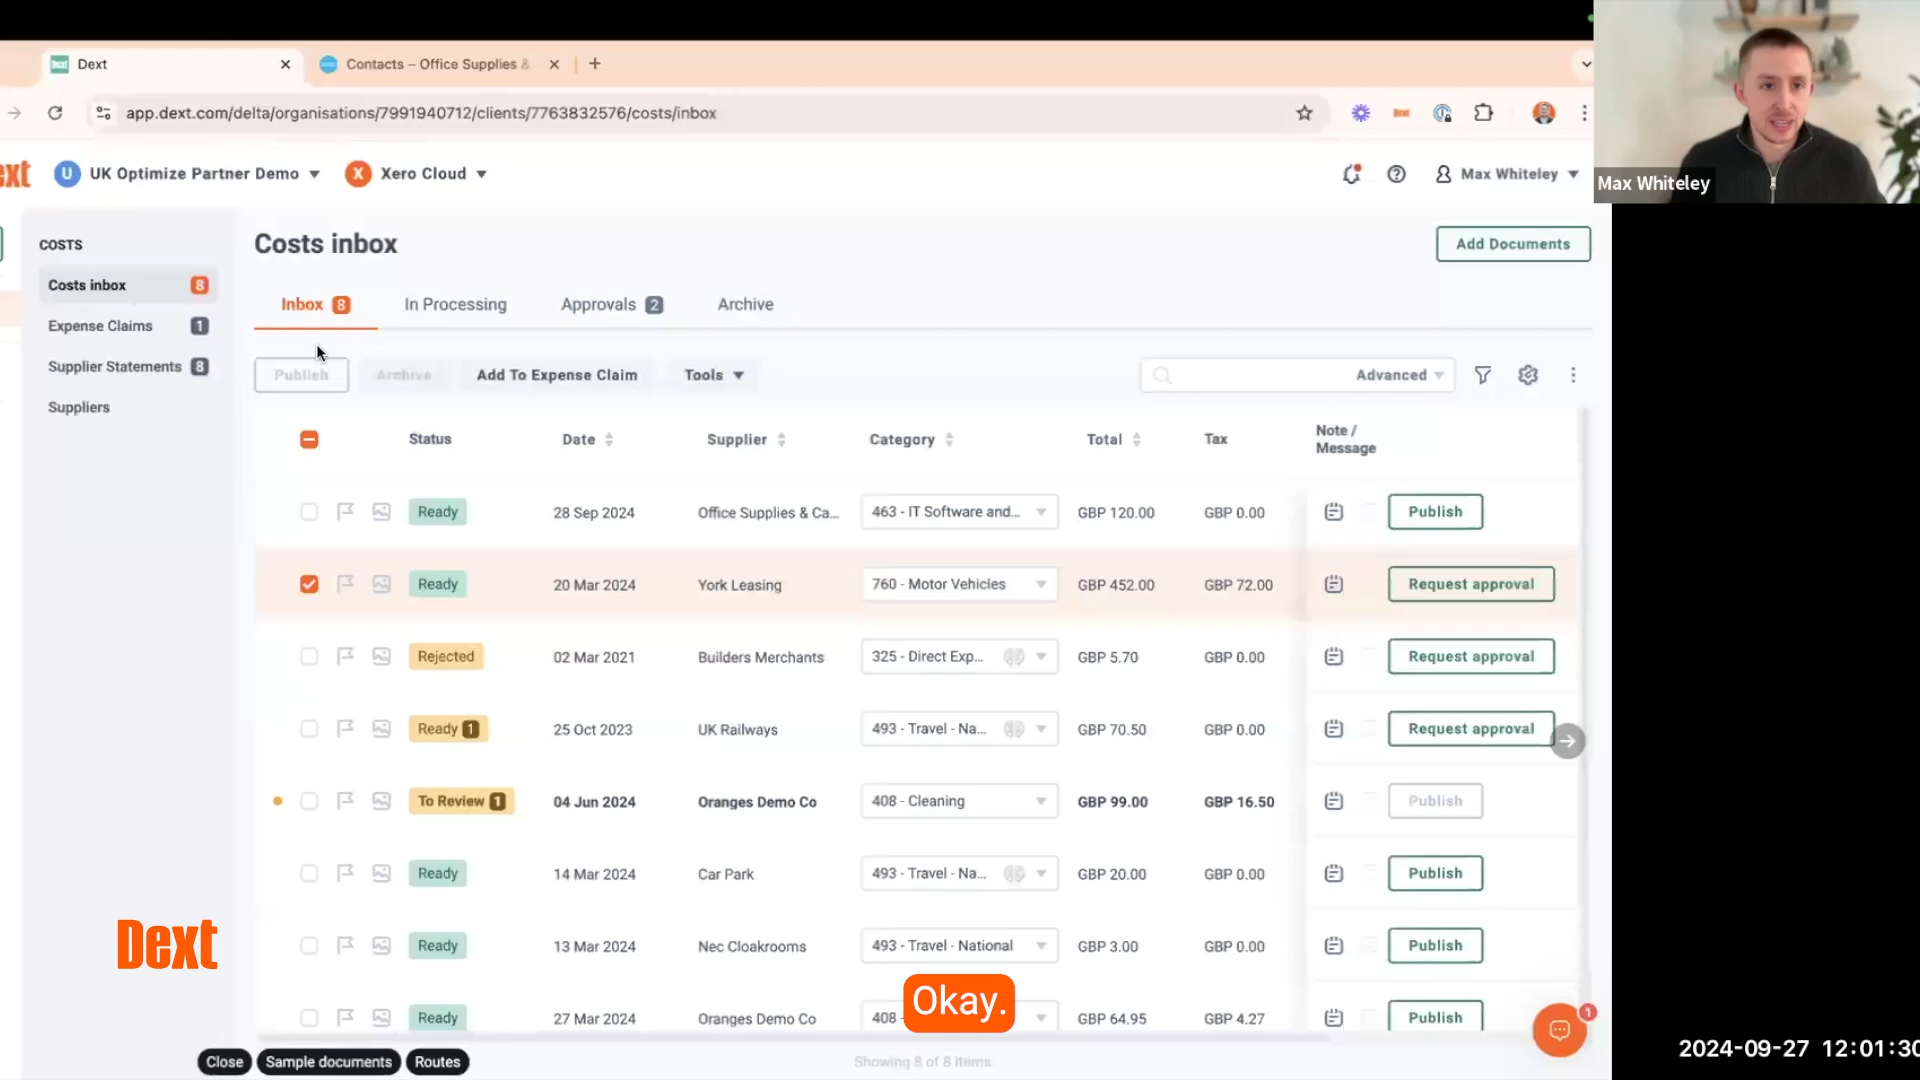 Dext
Contacts – Office Supplies &
app.dext.com/delta/organisations/7991940712/clients/7763832576/costs/inbox
ext
U
UK Optimize Partner Demo
X
Xero Cloud
Max Whiteley
Max Whiteley
COSTS
Costs inbox
8
Expense Claims
1
Supplier Statements
8
Suppliers
Costs inbox
Add Documents
Inbox 8
In Processing
Approvals 2
Archive
Publish
Archive
Add To Expense Claim
Tools
Advanced
Status
Date
Supplier
Category
Total
Tax
Note /
Message
Ready
28 Sep 2024
Office Supplies & Ca...
463 - IT Software and...
GBP 120.00
GBP 0.00
Publish
Ready
20 Mar 2024
York Leasing
760 - Motor Vehicles
GBP 452.00
GBP 72.00
Request approval
Rejected
02 Mar 2021
Builders Merchants
325 - Direct Exp...
GBP 5.70
GBP 0.00
Request approval
Ready 1
25 Oct 2023
UK Railways
493 - Travel - Na...
GBP 70.50
GBP 0.00
Request approval
To Review 1
04 Jun 2024
Oranges Demo Co
408 - Cleaning
GBP 99.00
GBP 16.50
Publish
Ready
14 Mar 2024
Car Park
493 - Travel - Na...
GBP 20.00
GBP 0.00
Publish
Ready
13 Mar 2024
Nec Cloakrooms
493 - Travel - National
GBP 3.00
GBP 0.00
Publish
Ready
27 Mar 2024
Oranges Demo Co
408 -
GBP 64.95
GBP 4.27
Publish
Dext
Okay.
1
Close
Sample documents
Routes
Showing 8 of 8 items
2024-09-27 12:01:30